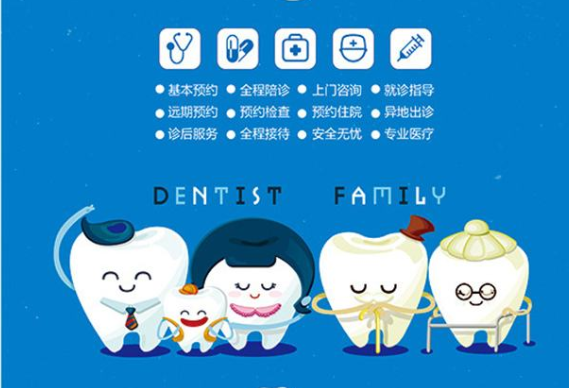 基本预约 全程陪诊 上门咨询 就诊指导
远期预约 预约检查 预约住院 异地出诊
诊后服务 全程接待 安全无忧 专业医疗
DENTIST FAMILY